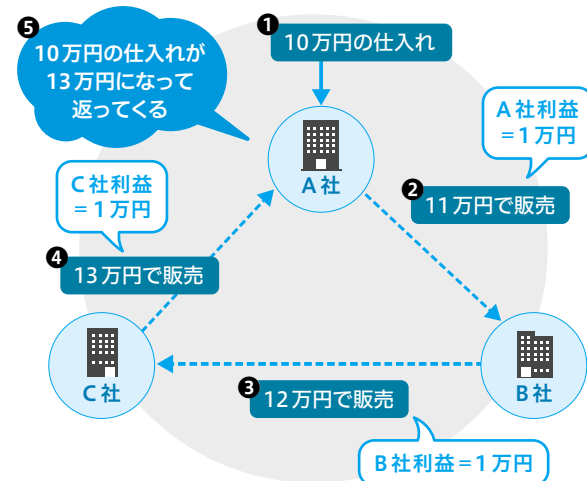 ❶
10万円の仕入れ
❺
10万円の仕入れが
13万円になって
返ってくる
A社
A社利益
=1万円
❷
11万円で販売
C社利益
=1万円
❹
13万円で販売
C社
B社
❸
12万円で販売
B社利益=1万円